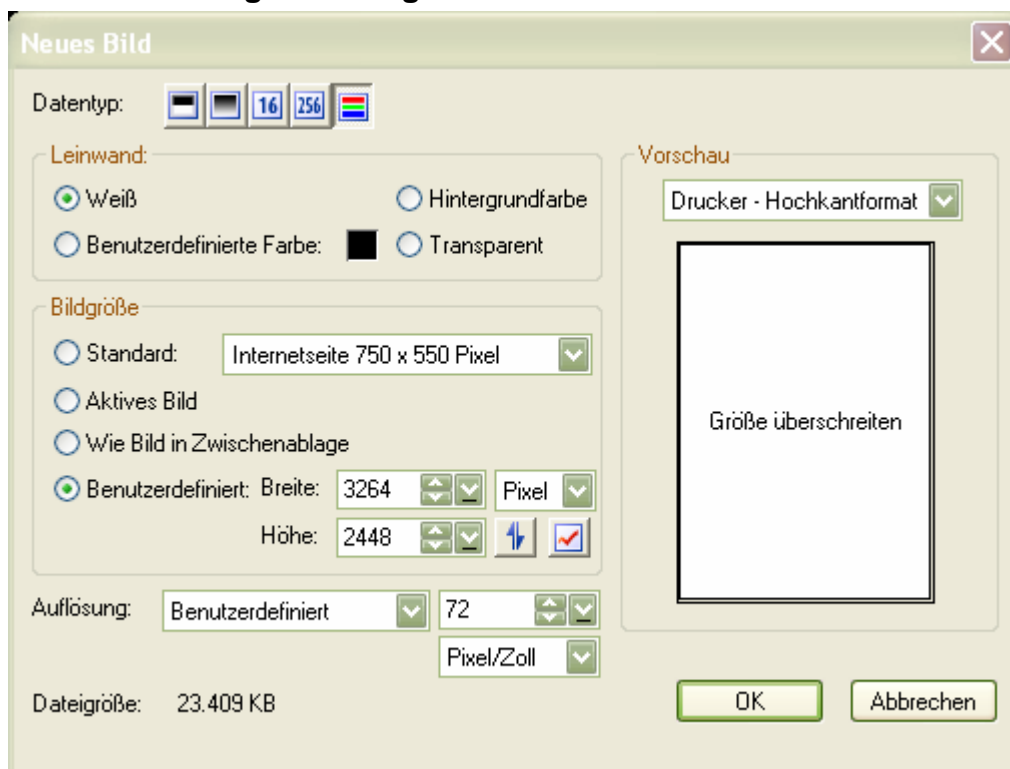 Neues Bild
Datentyp: 16 256
Leinwand:
Weiß
Hintergrundfarbe
Benutzerdefinierte Farbe:
Transparent
Bildgröße
Standard: Internetseite 750 x 550 Pixel
Aktives Bild
Wie Bild in Zwischenablage
Benutzerdefiniert: Breite: 3264 Pixel
Höhe: 2448
Auflösung: Benutzerdefiniert 72
Pixel/Zoll
Dateigröße: 23.409 KB
Vorschau
Drucker - Hochkantformat
Größe überschreiten
OK Abbrechen